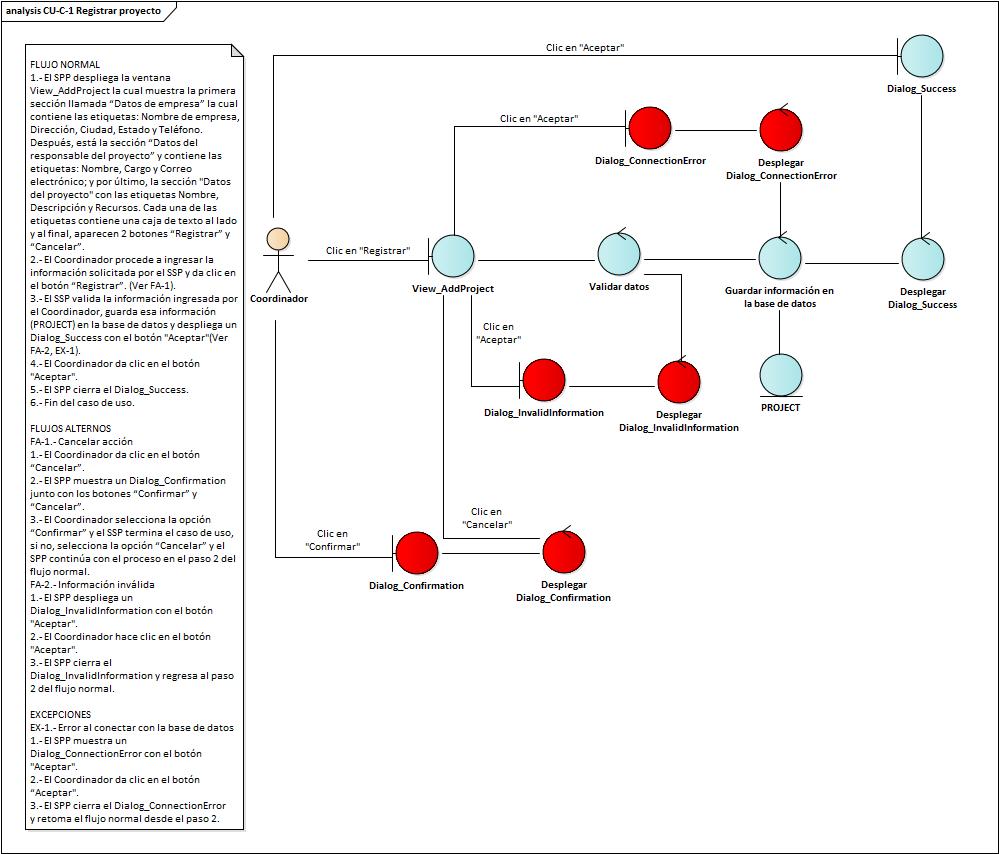 analysis CU-C-1 Registrar proyecto
FLUJO NORMAL
1.- El SPP despliega la ventana
View_AddProject la cual muestra la primera
sección llamada “Datos de empresa” la cual
contiene las etiquetas: Nombre de empresa,
Dirección, Ciudad, Estado y Teléfono.
Después, está la sección “Datos del
responsable del proyecto” y contiene las
etiquetas: Nombre, Cargo y Correo
electrónico; y por último, la sección "Datos
del proyecto" con las etiquetas Nombre,
Descripción y Recursos. Cada una de las
etiquetas contiene una caja de texto al lado
y al final, aparecen 2 botones “Registrar” y
“Cancelar”.
2.- El Coordinador procede a ingresar la
información solicitada por el SSP y da clic en
el botón “Registrar”. (Ver FA-1).
3.- El SSP valida la información ingresada por
el Coordinador, guarda esa información
(PROJECT) en la base de datos y despliega un
Dialog_Success con el botón "Aceptar"(Ver
FA-2, EX-1).
4.- El Coordinador da clic en el botón
"Aceptar".
5.- El SPP cierra el Dialog_Success.
6.- Fin del caso de uso.
FLUJOS ALTERNOS
FA-1.- Cancelar acción
1.- El Coordinador da clic en el botón
“Cancelar”.
2.- El SPP muestra un Dialog_Confirmation
junto con los botones “Confirmar” y
“Cancelar”.
3.- El Coordinador selecciona la opción
“Confirmar” y el SSP termina el caso de uso,
si no, selecciona la opción “Cancelar” y el
SPP continúa con el proceso en el paso 2 del
flujo normal.
FA-2.- Información inválida
1.- El SPP despliega un
Dialog_InvalidInformation con el botón
"Aceptar".
2.- El Coordinador hace clic en el botón
"Aceptar".
3.- El SPP cierra el
Dialog_InvalidInformation y regresa al paso
2 del flujo normal.
EXCEPCIONES
EX-1.- Error al conectar con la base de datos
1.- El SPP muestra un
Dialog_ConnectionError con el botón
"Aceptar".
2.- El Coordinador da clic en el botón
“Aceptar".
3.- El SPP cierra el Dialog_ConnectionError
y retoma el flujo normal desde el paso 2.
Clic en "Aceptar"
Dialog_Success
Clic en "Aceptar"
Dialog_ConnectionError
Desplegar
Dialog_ConnectionError
Coordinador
Clic en "Registrar"
View_AddProject
Validar datos
Guardar información en
la base de datos
Desplegar
Dialog_Success
Clic en
"Aceptar"
Dialog_InvalidInformation
Desplegar
Dialog_InvalidInformation
PROJECT
Clic en
"Cancelar"
Clic en
"Confirmar"
Dialog_Confirmation
Desplegar
Dialog_Confirmation